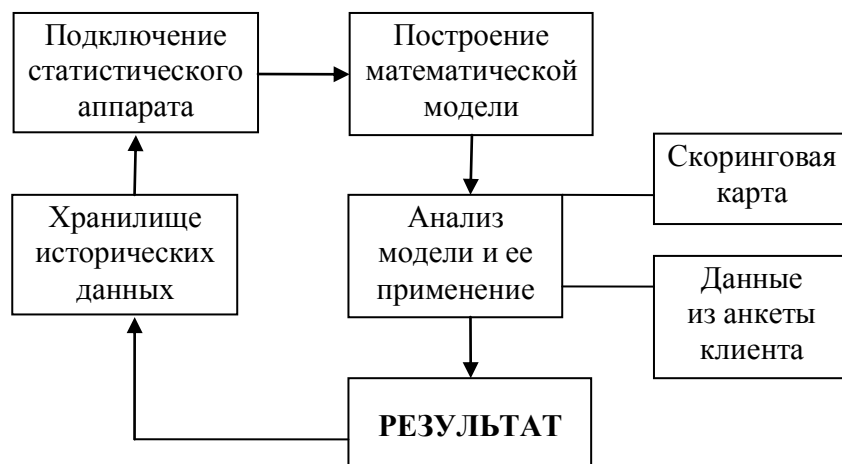 Подключение
статистического
аппарата
Построение
математической
модели
Скоринговая
карта
Хранилище
исторических
данных
Анализ
модели и ее
применение
Данные
из анкеты
клиента
РЕЗУЛЬТАТ